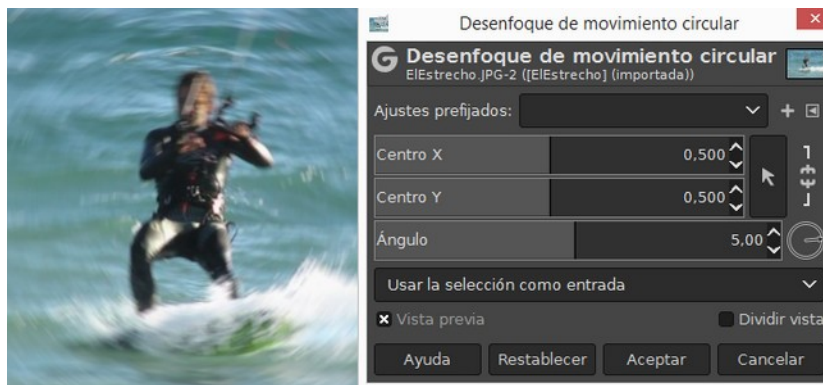 Desenfoque de movimiento circular
Desenfoque de movimiento circular
ElEstrecho.JPG-2 ([ElEstrecho] (importada))
Ajustes prefijados:
Centro X 0,500
Centro Y 0,500
Ángulo 5,00
Usar la selección como entrada
Vista previa Dividir vista
Ayuda Restablecer Aceptar Cancelar